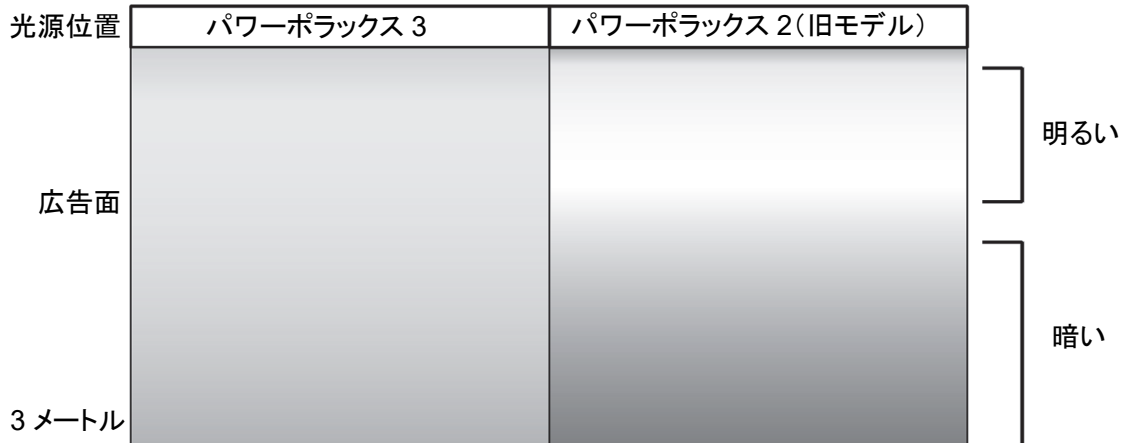 光源位置 パワーポラックス 3 パワーポラックス 2（旧モデル）
明るい
広告面
暗い
3 メートル